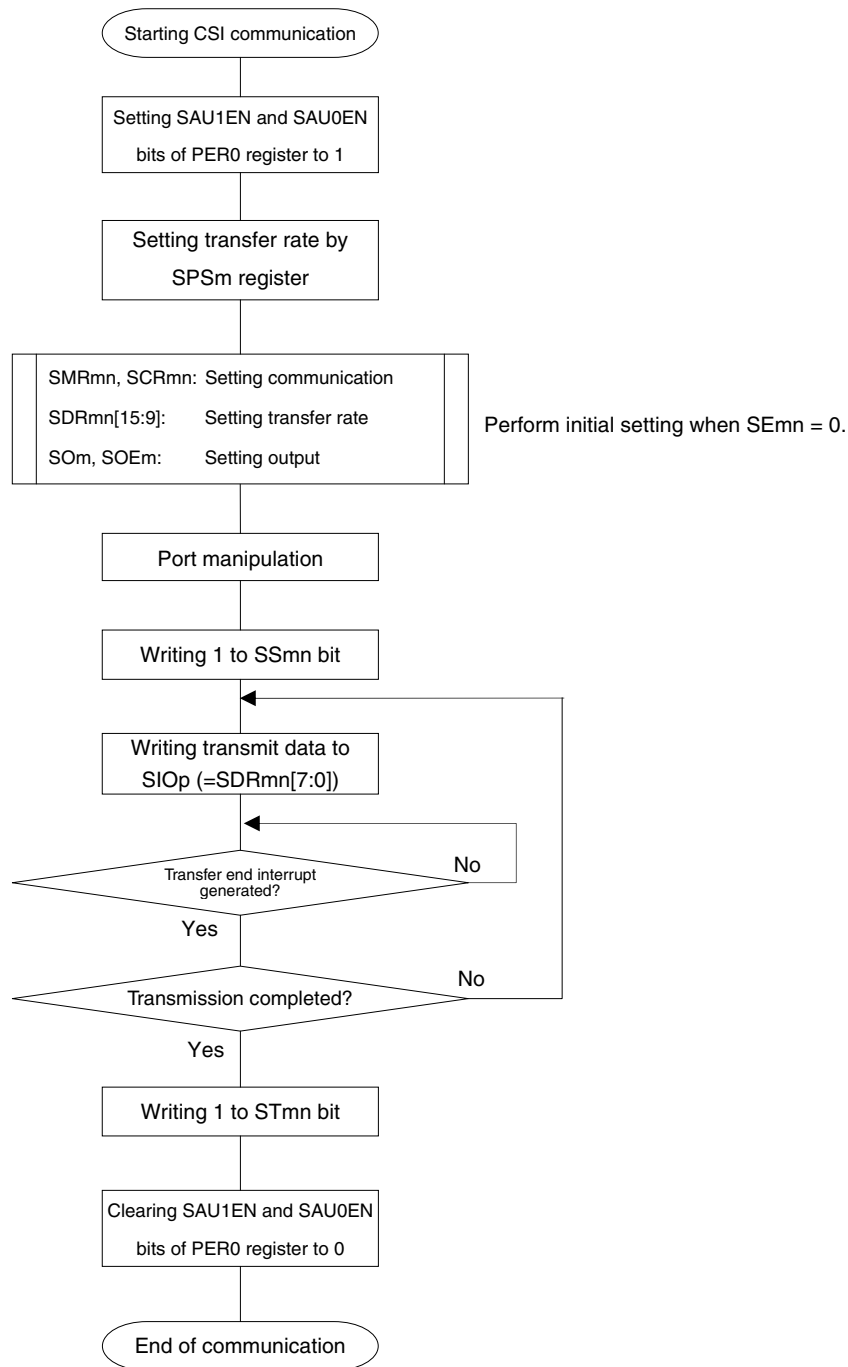 Starting CSI communication
Setting SAU1EN and SAU0EN
bits of PER0 register to 1
Setting transfer rate by
SPSm register
SMRmn, SCRmn: Setting communication
SDRmn[15:9]: Setting transfer rate
SOm, SOEm: Setting output
Perform initial setting when SEmn = 0.
Port manipulation
Writing 1 to SSmn bit
Writing transmit data to
SIOp (=SDRmn[7:0])
Transfer end interrupt
generated?
No
Yes
Transmission completed?
No
Yes
Writing 1 to STmn bit
Clearing SAU1EN and SAU0EN
bits of PER0 register to 0
End of communication